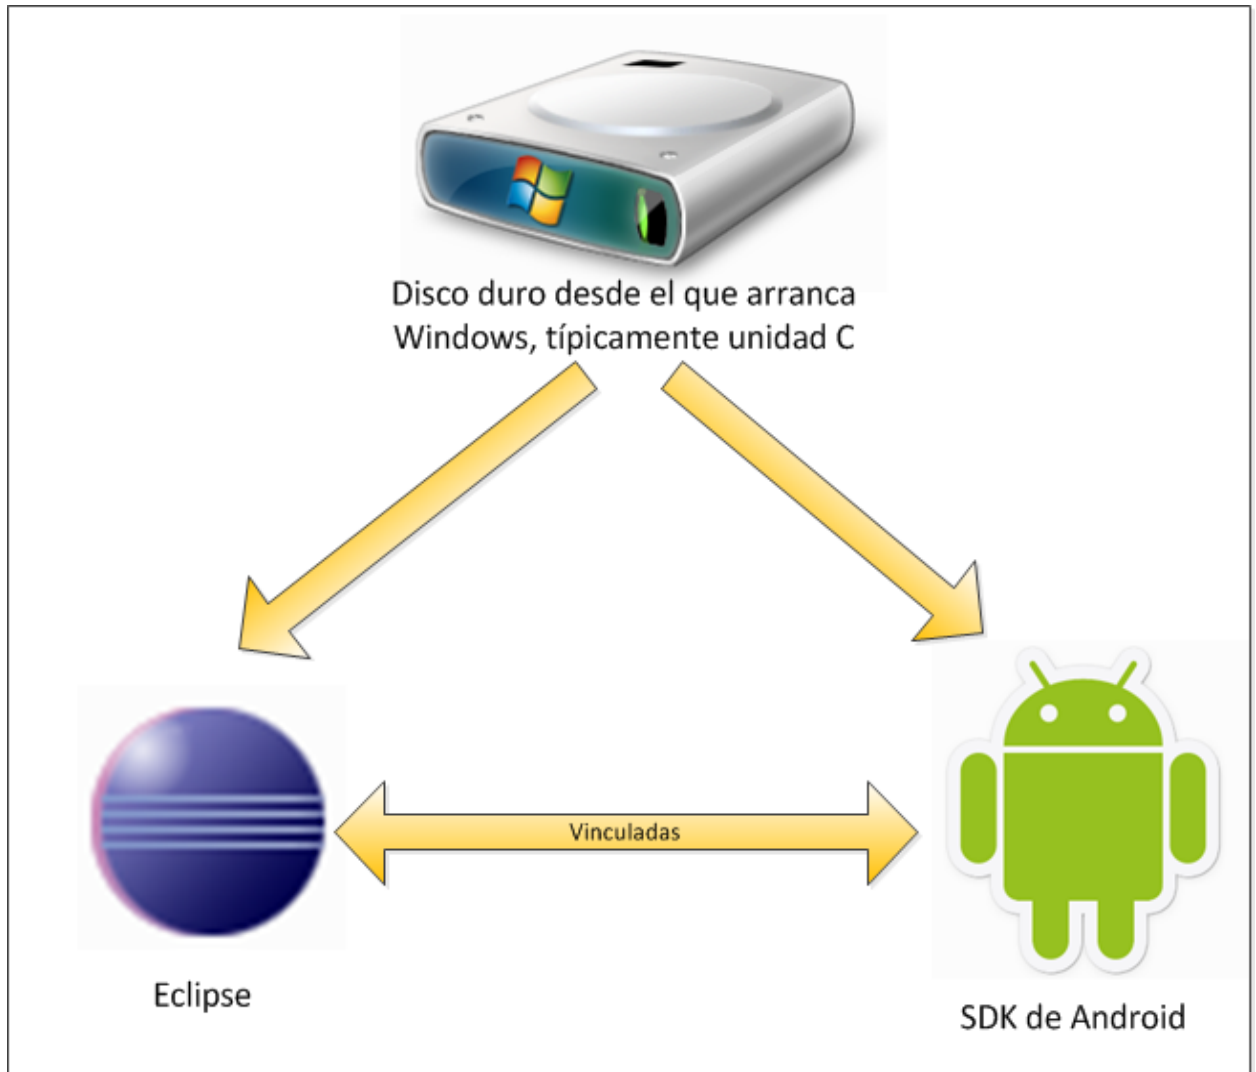 Disco duro desde el que arranca
Windows, típicamente unidad C
Vinculadas
Eclipse
SDK de Android